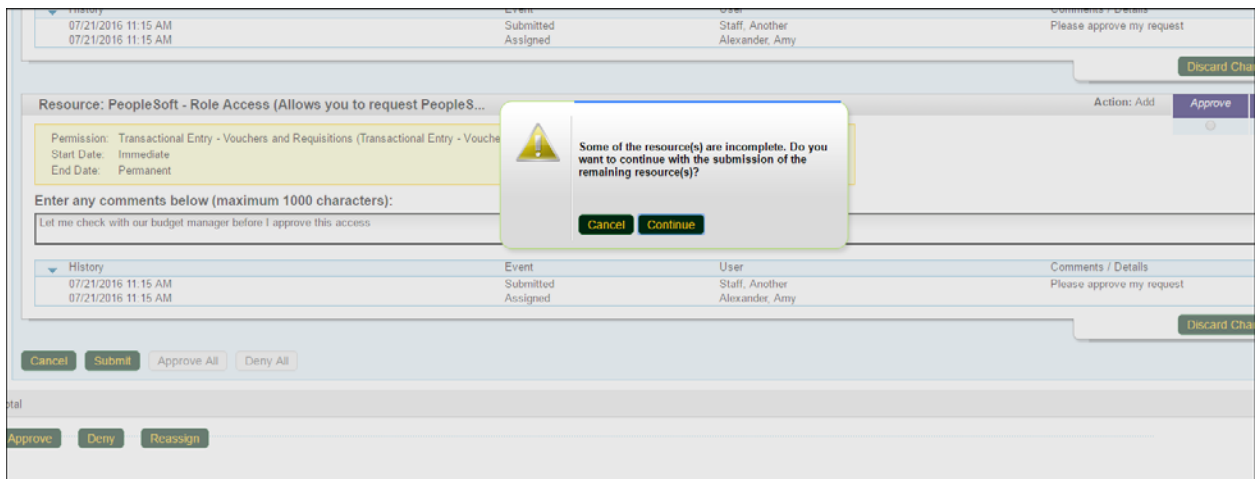 History Event User Comments / Details
07/21/2016 11:15 AM Submitted Staff, Another Please approve my request
07/21/2016 11:15 AM Assigned Alexander, Amy
Discard Cha
Resource: PeopleSoft - Role Access (Allows you to request PeopleS... Action: Add Approve
Permission: Transactional Entry - Vouchers and Requisitions (Transactional Entry - Vouche
Start Date: Immediate
End Date: Permanent
Some of the resource(s) are incomplete. Do you
want to continue with the submission of the
remaining resource(s)?
Cancel Continue
Enter any comments below (maximum 1000 characters):
Let me check with our budget manager before I approve this access
History Event User Comments / Details
07/21/2016 11:15 AM Submitted Staff, Another Please approve my request
07/21/2016 11:15 AM Assigned Alexander, Amy
Discard Cha
Cancel Submit Approve All Deny All
otal
Approve Deny Reassign